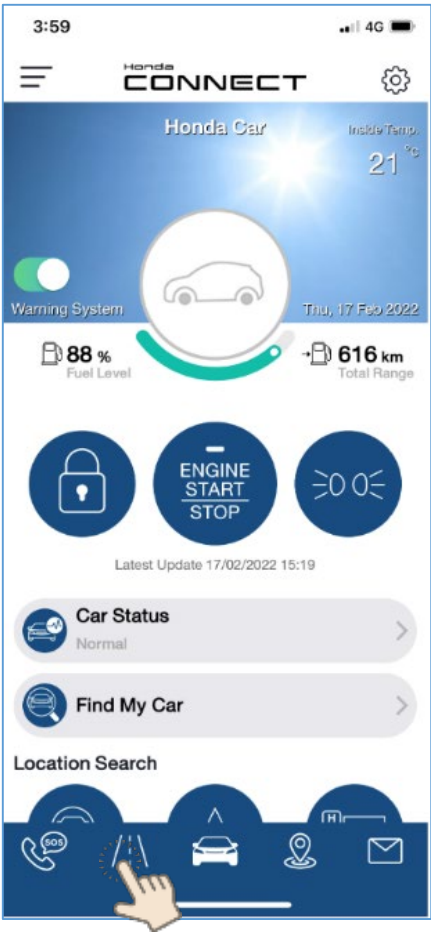 3:59
4G
Honda
CONNECT
Honda Car
Inside Temp.
21 °C
Warning System
Thu, 17 Feb 2022
88 %
Fuel Level
616 km
Total Range
ENGINE
START
STOP
Latest Update 17/02/2022 15:19
Car Status
Normal
Find My Car
Location Search
H
SOS